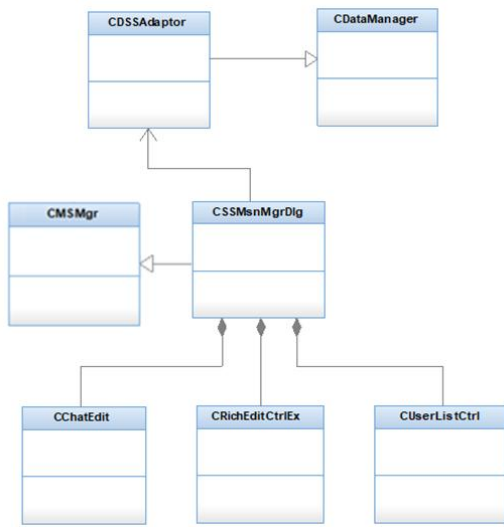 CDSSAdaptor
CDataManager
CMSMgr
CSSMsnMgrDlg
CChatEdit
CRichEditCtrlEx
CUserListCtrl